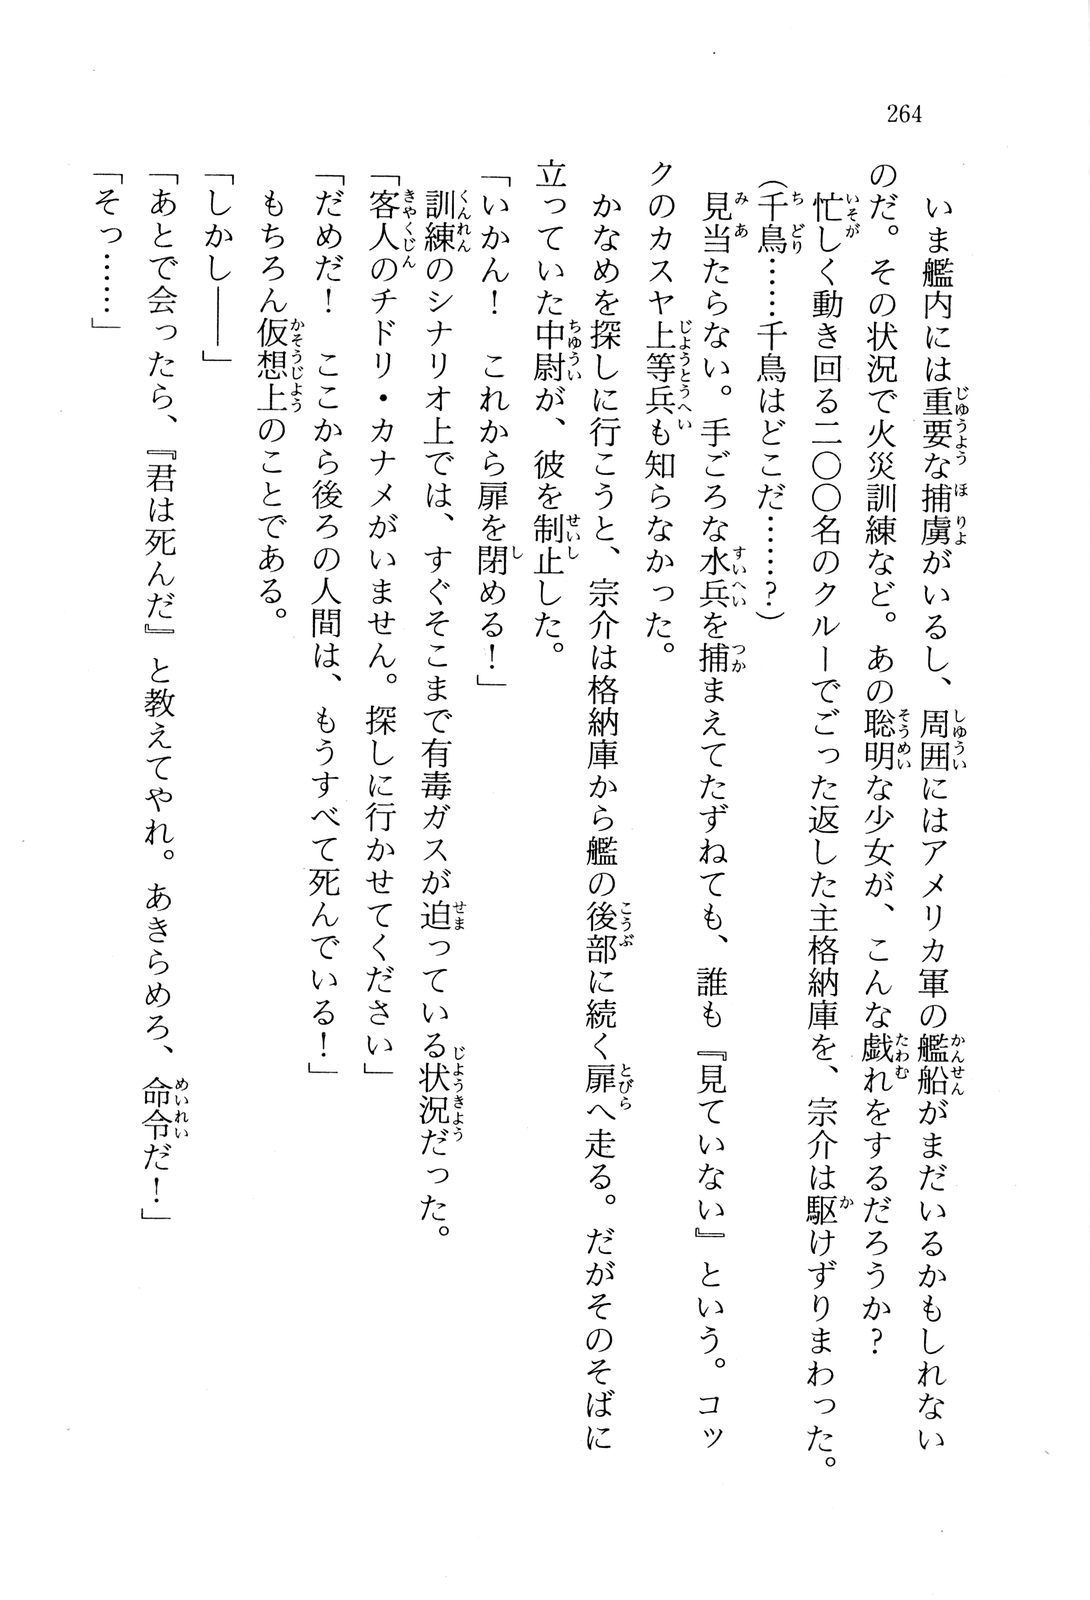 264
いま艦内には重要な捕虜がいるし、周囲にはアメリカ軍の艦船がまだいるかもしれない
のだ。その状況で火災訓練など。あの聡明な少女が、こんな戯れをするだろうか?
忙しく動き回る二〇〇名のクルーでごった返した主格納庫を、宗介は駆けずりまわった。
(千鳥……千鳥はどこだ……?)
見当たらない。手ごろな水兵を捕まえてたずねても、誰も『見ていない』という。コッ
クのカスヤ上等兵も知らなかった。
かなめを探しに行こうと、宗介は格納庫から艦の後部に続く扉へ走る。だがそのそばに
立っていた中尉が、彼を制止した。
「いかん! これから扉を閉める!」
訓練のシナリオ上では、すぐそこまで有毒ガスが迫っている状況だった。
「客人のチドリ・カナメがいません。探しに行かせてください」
「だめだ! ここから後ろの人間は、もうすべて死んでいる!」
もちろん仮想上のことである。
「しかし――」
「あとで会ったら、『君は死んだ』と教えてやれ。あきらめろ、命令だ!」
「そっ……」